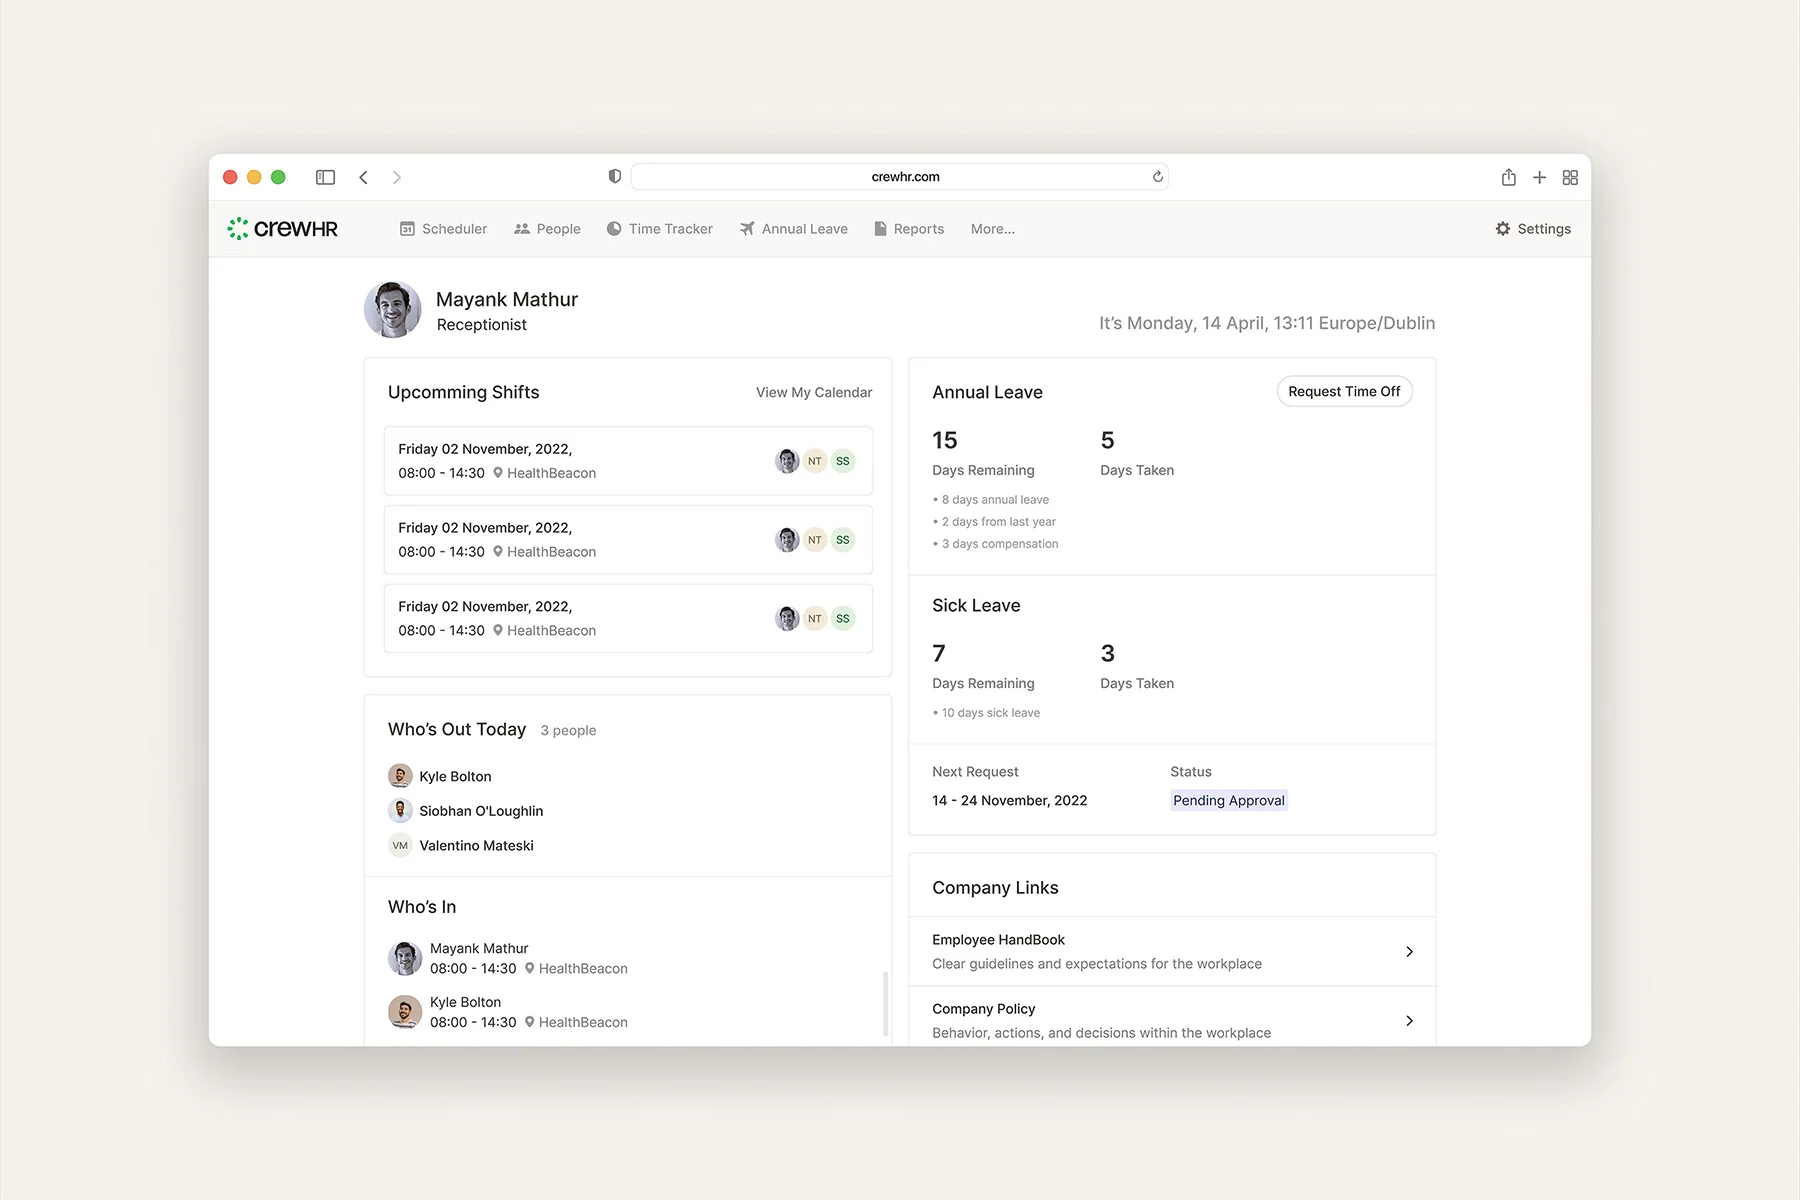 crewhr.com
crewHR
31
Scheduler
People
Time Tracker
Annual Leave
Reports
More...
Settings
Mayank Mathur
Receptionist
It's Monday, 14 April, 13:11 Europe/Dublin
Upcomming Shifts
View My Calendar
Friday 02 November, 2022,
08:00 - 14:30 HealthBeacon
NT SS
Friday 02 November, 2022,
08:00 - 14:30 HealthBeacon
NT SS
Friday 02 November, 2022,
08:00 - 14:30 HealthBeacon
NT SS
Who's Out Today 3 people
Kyle Bolton
Siobhan O'Loughlin
VM Valentino Mateski
Who's In
Mayank Mathur
08:00 - 14:30 HealthBeacon
Kyle Bolton
08:00 - 14:30 HealthBeacon
Annual Leave
Request Time Off
15
Days Remaining
• 8 days annual leave
• 2 days from last year
• 3 days compensation
5
Days Taken
Sick Leave
7
Days Remaining
• 10 days sick leave
3
Days Taken
Next Request
14 - 24 November, 2022
Status
Pending Approval
Company Links
Employee HandBook
Clear guidelines and expectations for the workplace
Company Policy
Behavior, actions, and decisions within the workplace